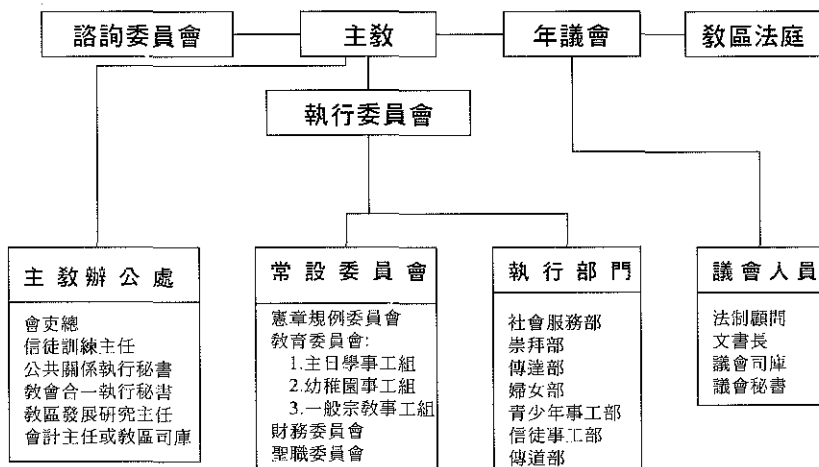 諮詢委員會
主教
年議會
教區法庭
執行委員會
主教辦公處
會吏總
信徒訓練主任
公共關係執行秘書
教會合一執行秘書
教區發展研究主任
會計主任或教區司庫
常設委員會
憲章規例委員會
教育委員會:
1.主日學事工組
2.幼稚園事工組
3.一般宗教事工組
財務委員會
聖職委員會
執行部門
社會服務部
崇拜部
傳達部
婦女部
青少年事工部
信徒事工部
傳道部
議會人員
法制顧問
文書長
議會司庫
議會秘書